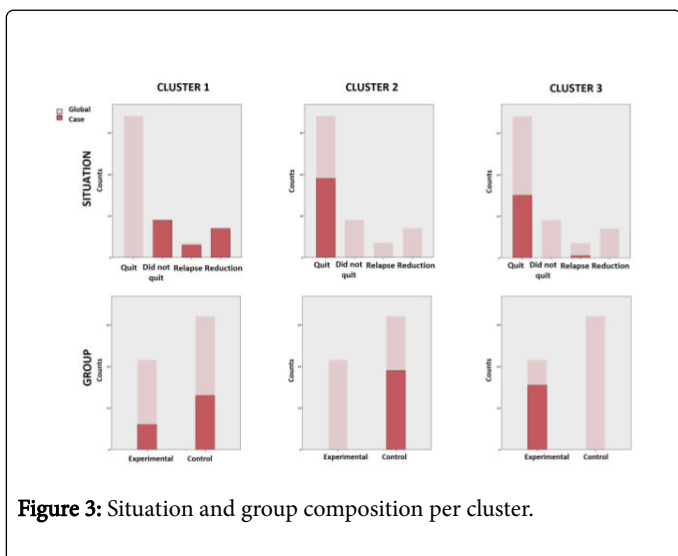 CLUSTER 1 CLUSTER 2 CLUSTER 3
Global
Case
SITUATION
Counts Counts Counts
Quit Did not quit Relapse Reduction Quit Did not quit Relapse Reduction Quit Did not quit Relapse Reduction
GROUP
Counts Counts Counts
Experimental Control Experimental Control Experimental Control
Figure 3: Situation and group composition per cluster.